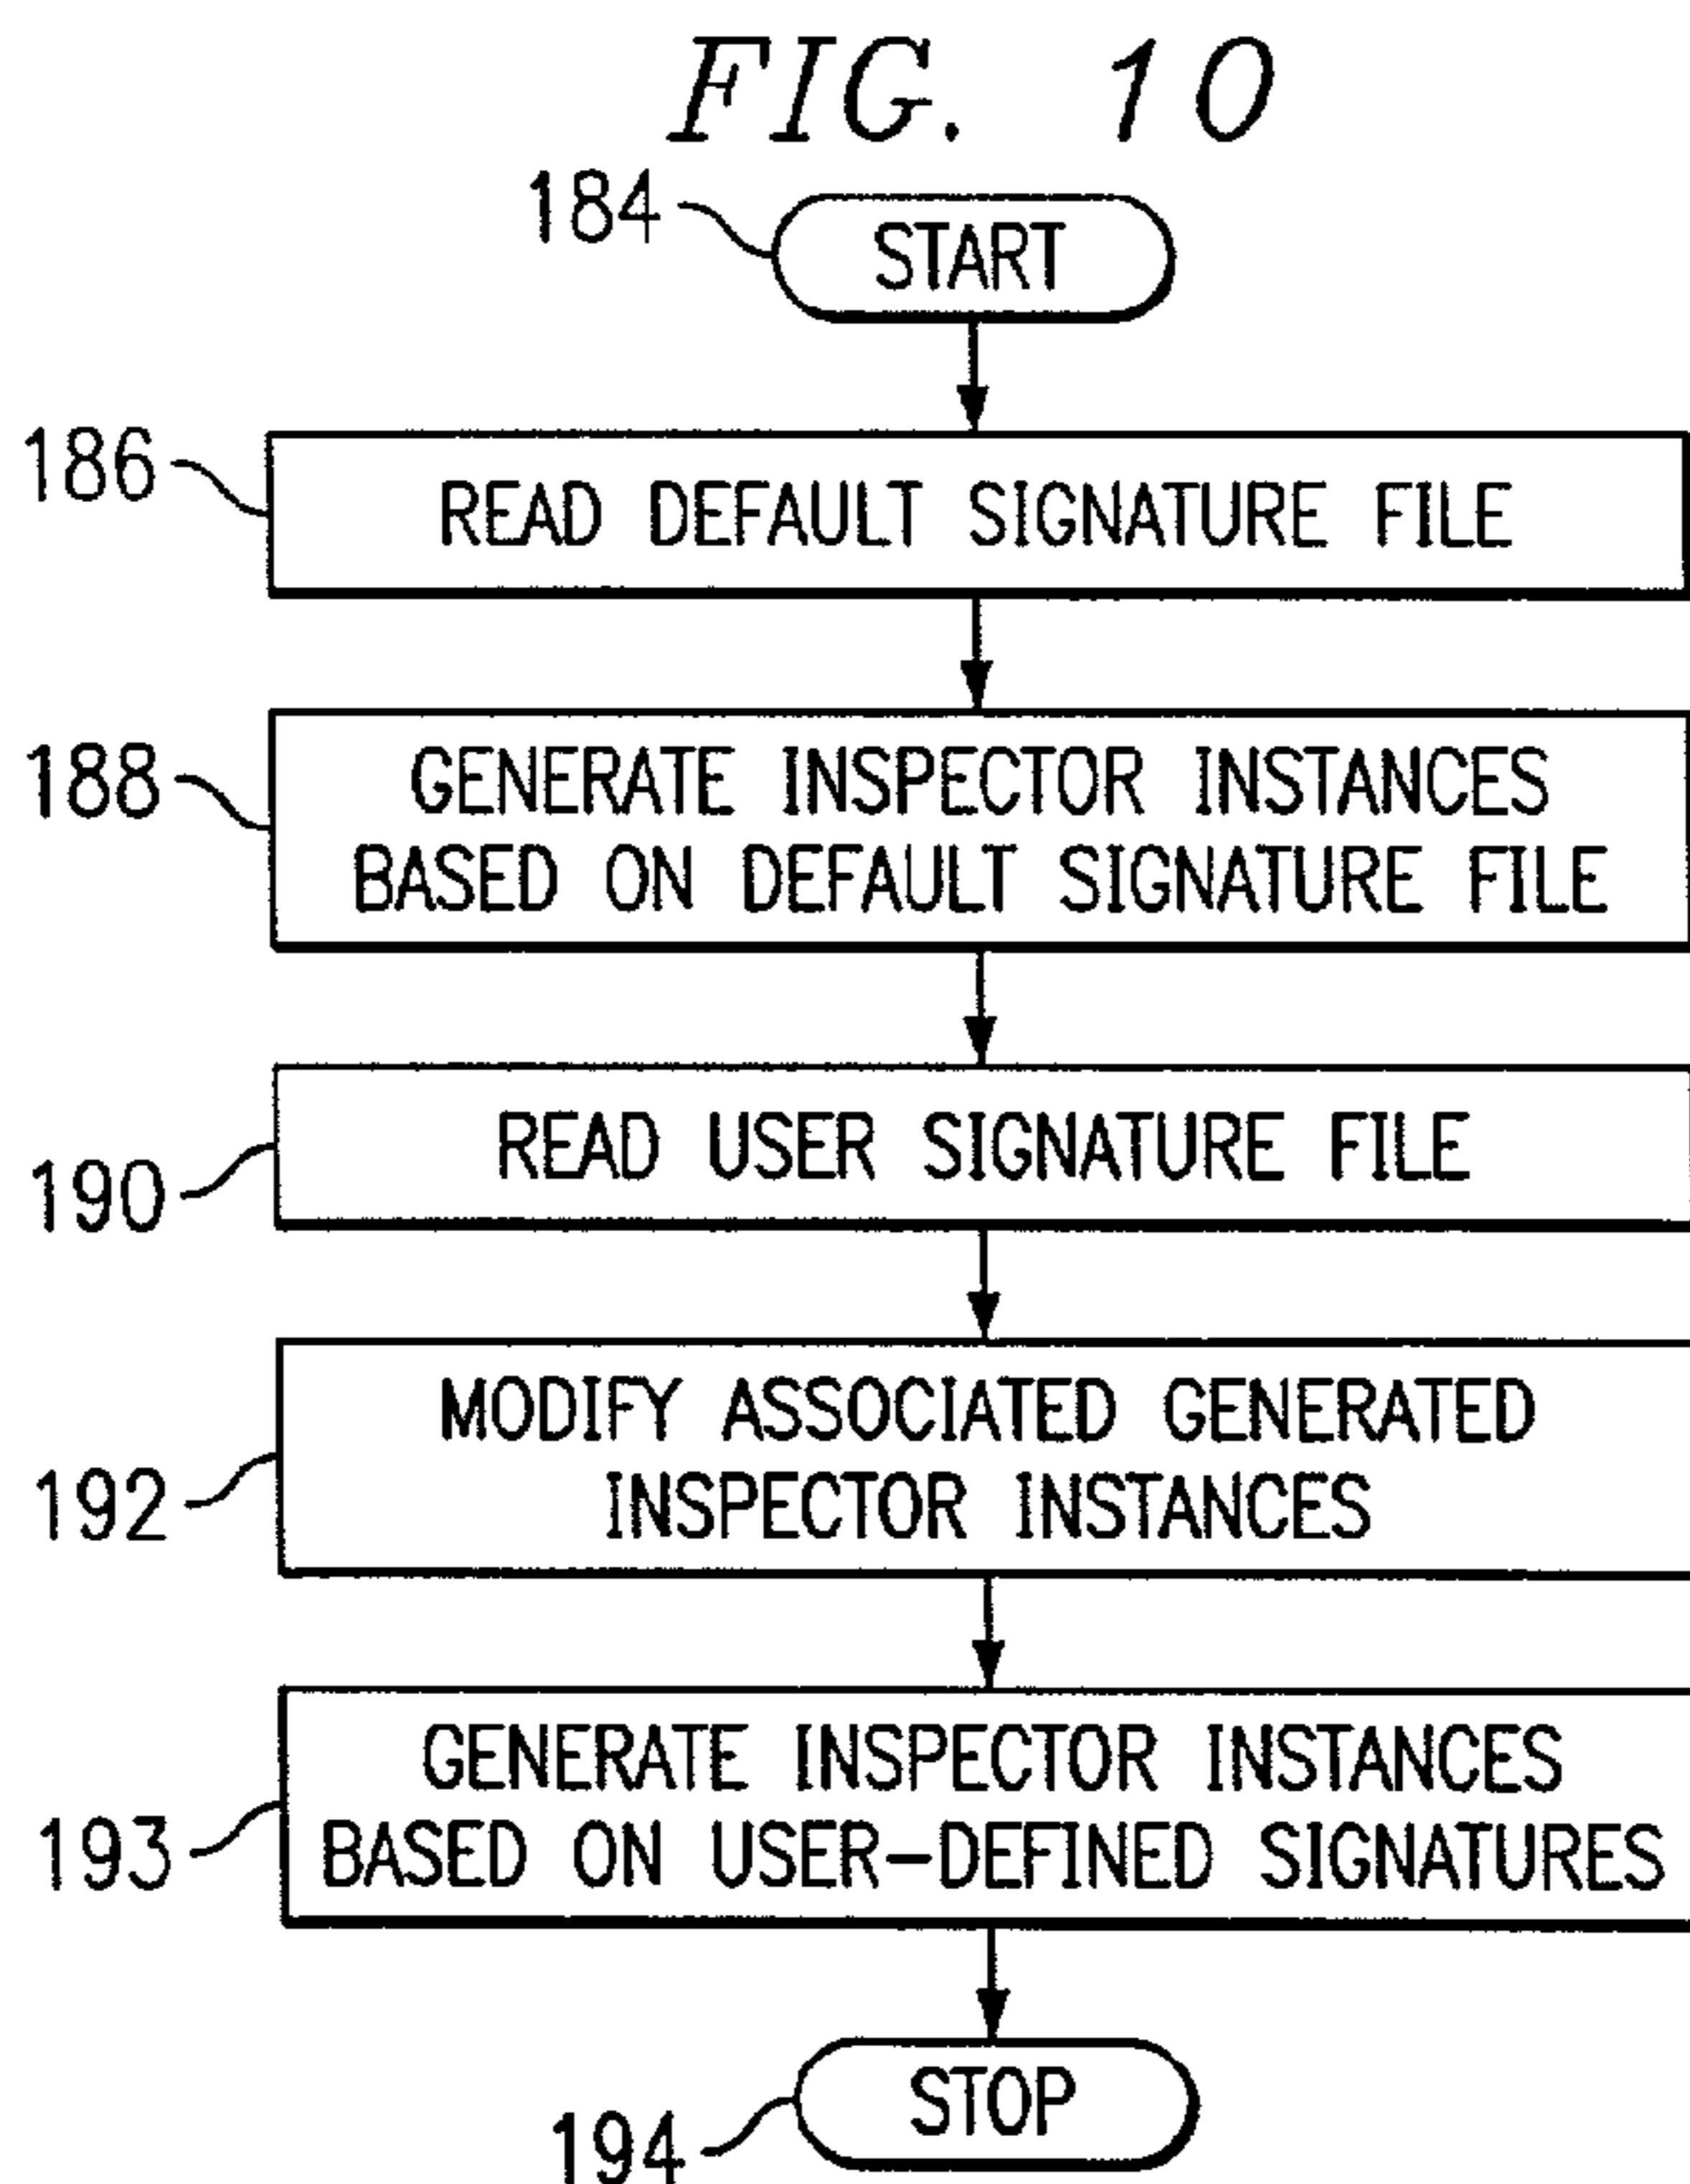 FIG. 10
184
START
186
READ DEFAULT SIGNATURE FILE
188
GENERATE INSPECTOR INSTANCES
BASED ON DEFAULT SIGNATURE FILE
190
READ USER SIGNATURE FILE
192
MODIFY ASSOCIATED GENERATED
INSPECTOR INSTANCES
193
GENERATE INSPECTOR INSTANCES
BASED ON USER-DEFINED SIGNATURES
194
STOP